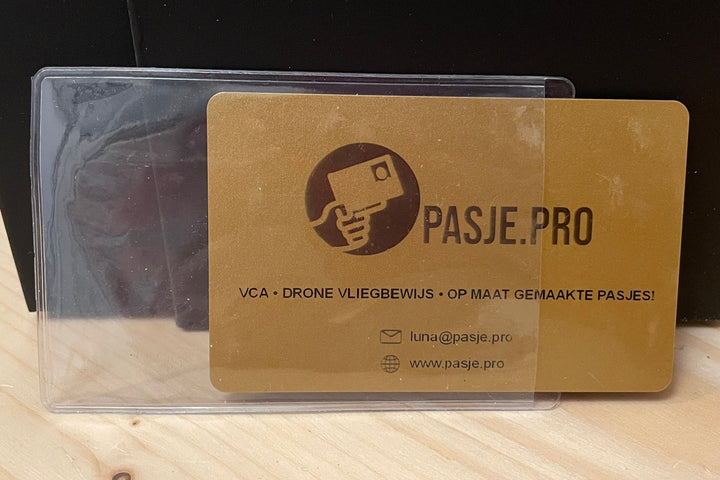 PASJE.PRO
VCA • DRONE VLIEGBEWIJS • OP MAAT GEMAAKTE PASJES!
luna@pasje.pro
www.pasje.pro